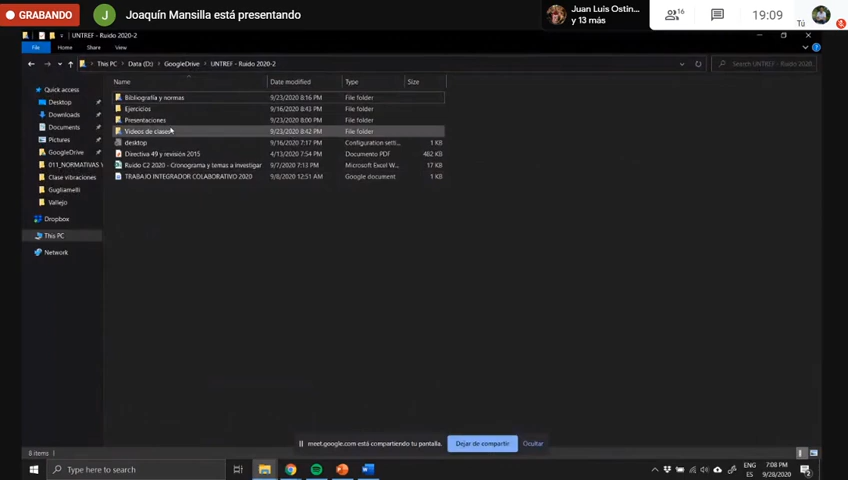 GRABANDO
J Joaquín Mansilla está presentando
Juan Luis Ostin...
y 13 más
16
19:09
Tú
UNTREF - Ruido 2020-2
File Home Share View
This PC Data (D:) GoogleDrive UNTREF - Ruido 2020-2
Search UNTREF - Ruido 2020
Name Date modified Type Size
Quick access
Desktop
Downloads
Documents
Pictures
GoogleDrive
011_NORMATIVAS Y
Clase vibraciones
Gugliamelli
Vallejo
Dropbox
This PC
Network
Bibliografía y normas 9/23/2020 8:16 PM File folder
Ejercicios 9/16/2020 8:43 PM File folder
Presentaciones 9/23/2020 8:00 PM File folder
Videos de clases 9/23/2020 8:42 PM File folder
desktop 9/16/2020 7:17 PM Configuration setti... 1 KB
Directiva 49 y revisión 2015 4/13/2020 7:54 PM Documento PDF 482 KB
Ruido C2 2020 - Cronograma y temas a investigar 9/7/2020 7:13 PM Microsoft Excel W... 17 KB
TRABAJO INTEGRADOR COLABORATIVO 2020 9/8/2020 12:51 AM Google document 1 KB
meet.google.com está compartiendo tu pantalla. Dejar de compartir Ocultar
8 items
Type here to search
ENG
ES
7:08 PM
9/28/2020
2